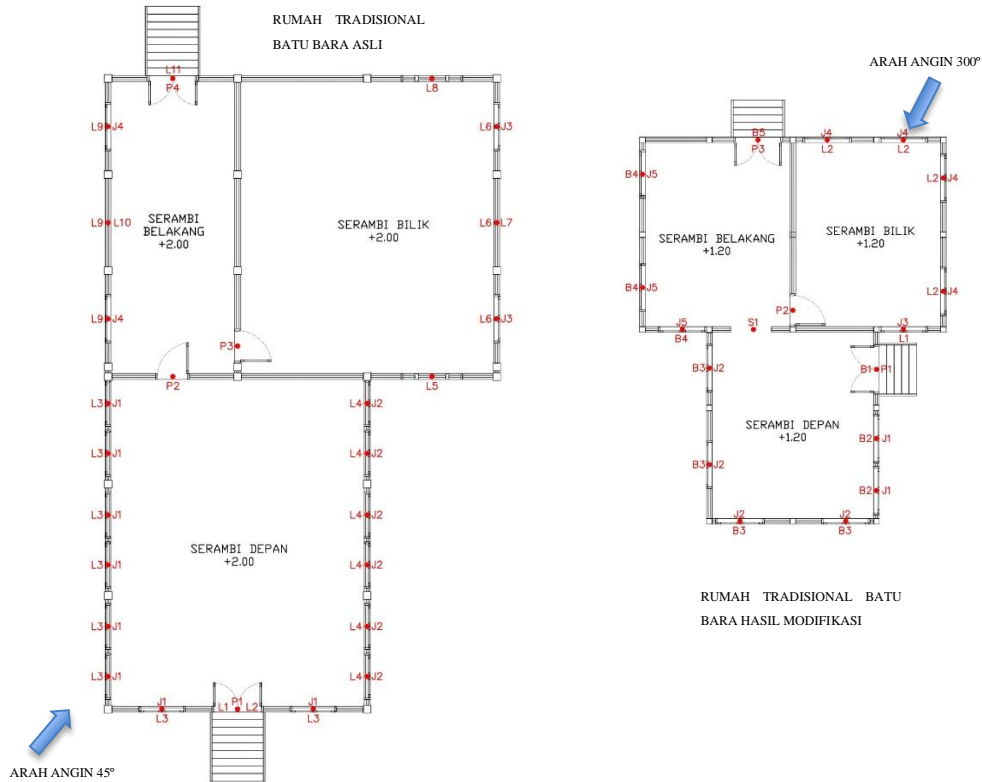 RUMAH TRADISIONAL
BATU BARA ASLI
L11
P4
L8
L9 J4
L6 J3
SERAMBI
BELAKANG
+2.00
L9 L10
SERAMBI BILIK
+2.00
L6 L7
L9 J4
L6 J3
P3
P2
L5
L3 J1
L4 J2
L3 J1
L4 J2
L3 J1
L4 J2
SERAMBI DEPAN
+2.00
L3 J1
L4 J2
L3 J1
L4 J2
L3 J1
L4 J2
J1
L3
P1
L1 L2
J1
L3
ARAH ANGIN 45º
ARAH ANGIN 300º
B5
P3
J4
L2
J4
L2
B4 J5
L2 J4
SERAMBI BELAKANG
+1.20
SERAMBI BILIK
+1.20
B4 J5
L2 J4
P2
J5
B4
S1
J3
L1
B3 J2
B1 P1
SERAMBI DEPAN
+1.20
B2 J1
B3 J2
B2 J1
J2
B3
J2
B3
RUMAH TRADISIONAL BATU
BARA HASIL MODIFIKASI